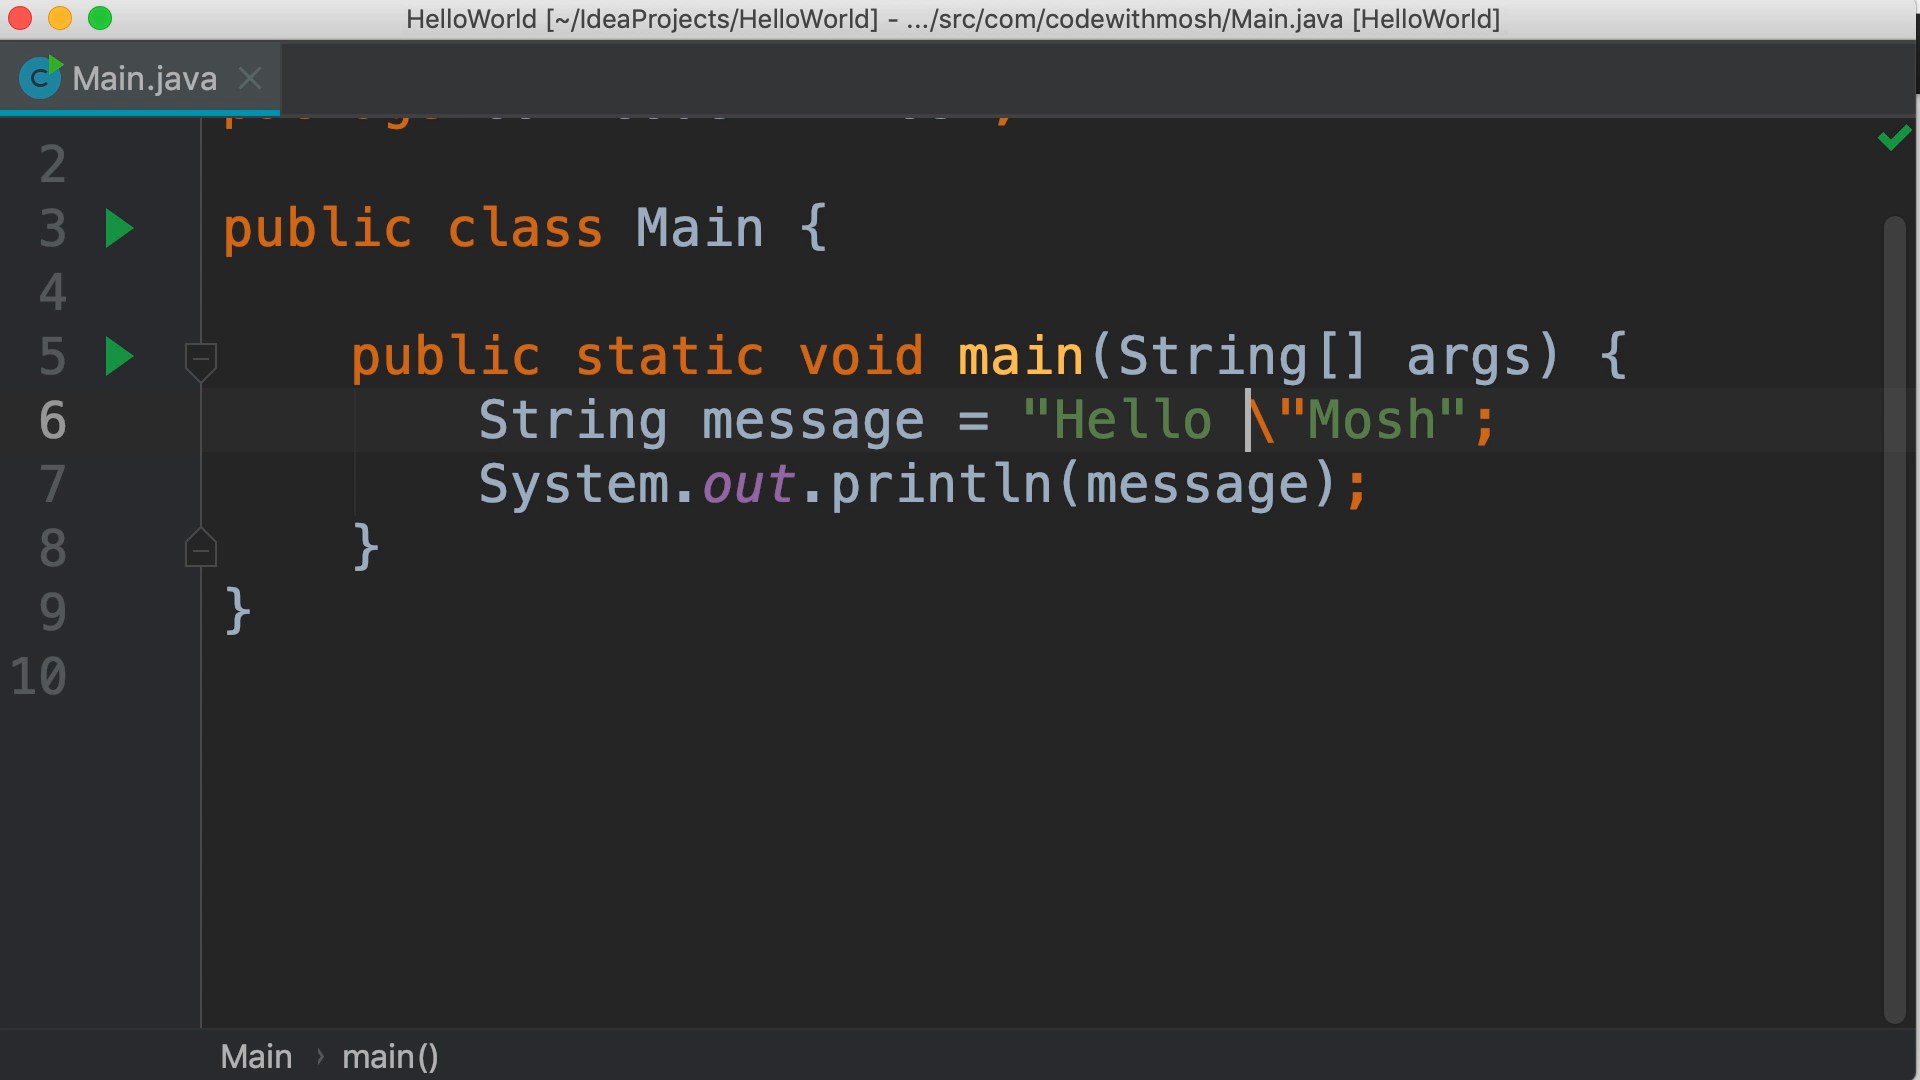 HelloWorld [~/IdeaProjects/HelloWorld] - .../src/com/codewithmosh/Main.java [HelloWorld]
Main.java
2
3 public class Main {
4
5 public static void main(String[] args) {
6 String message = "Hello \"Mosh";
7 System.out.println(message);
8 }
9 }
10
Main › main()